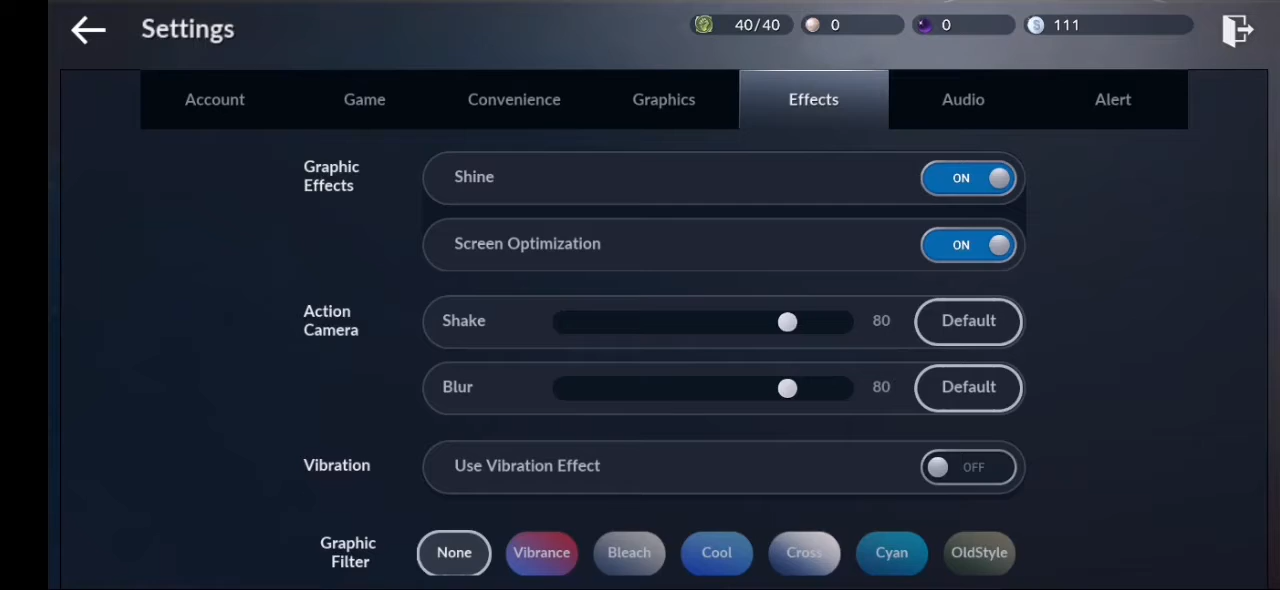 Settings
40/40
0
0
111
Account
Game
Convenience
Graphics
Effects
Audio
Alert
Graphic
Effects
Shine
ON
Screen Optimization
ON
Action
Camera
Shake
80
Default
Blur
80
Default
Vibration
Use Vibration Effect
OFF
Graphic
Filter
None
Vibrance
Bleach
Cool
Cross
Cyan
OldStyle